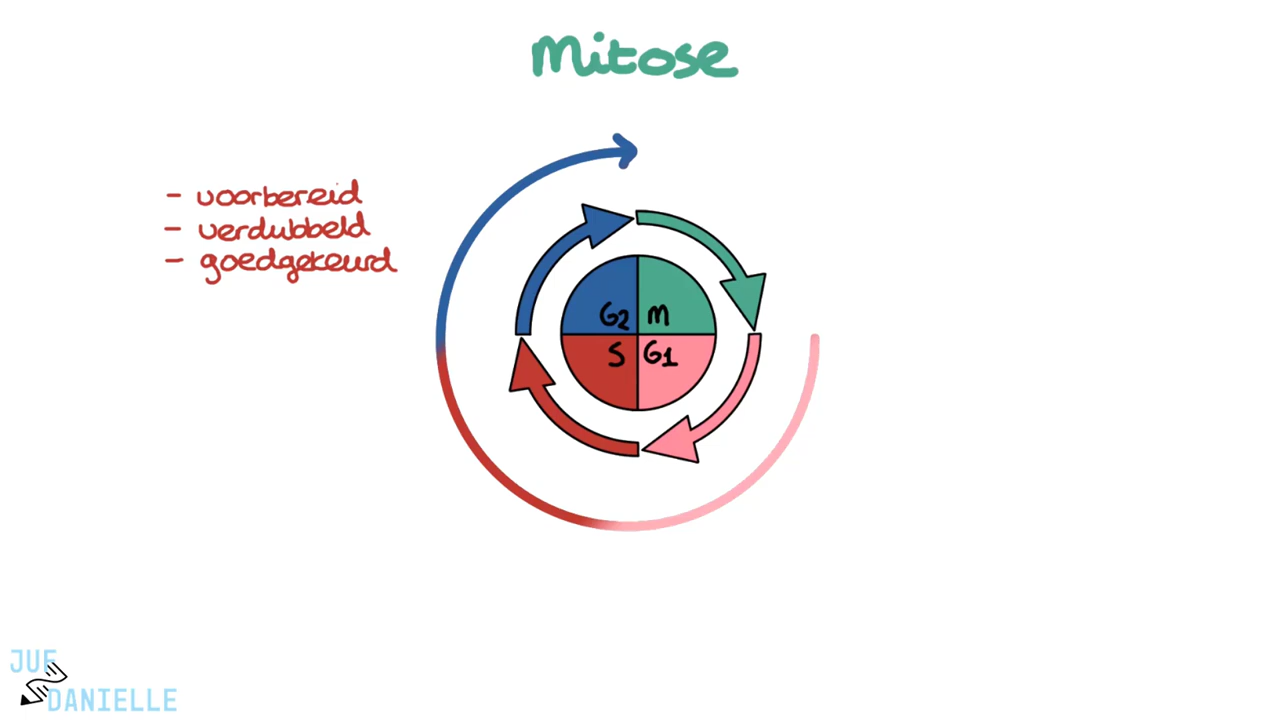 Mitose
- voorbereid
- verdubbeld
- goedgekeurd
G2 M
S G1
JUF
DANIELLE